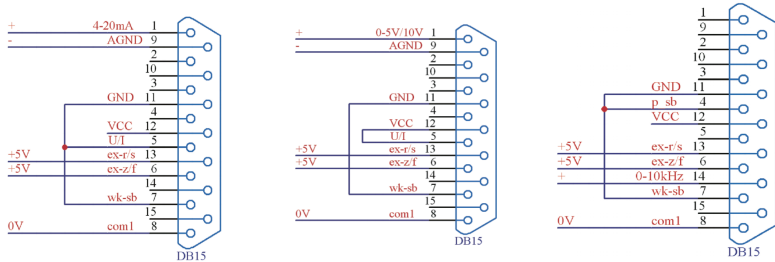 + 4-20mA 1
- AGND 9
2
10
3
GND 11
4
VCC 12
U/I 5
+5V ex-r/s 13
+5V ex-z/f 6
14
wk-sb 7
15
0V com1 8
DB15
+ 0-5V/10V 1
- AGND 9
2
10
3
GND 11
4
VCC 12
U/I 5
+5V ex-r/s 13
+5V ex-z/f 6
14
wk-sb 7
15
0V com1 8
DB15
1
9
2
10
3
GND 11
p_sb 4
VCC 12
5
+5V ex-r/s 13
+5V ex-z/f 6
+ 0-10kHz 14
wk-sb 7
15
0V com1 8
DB15